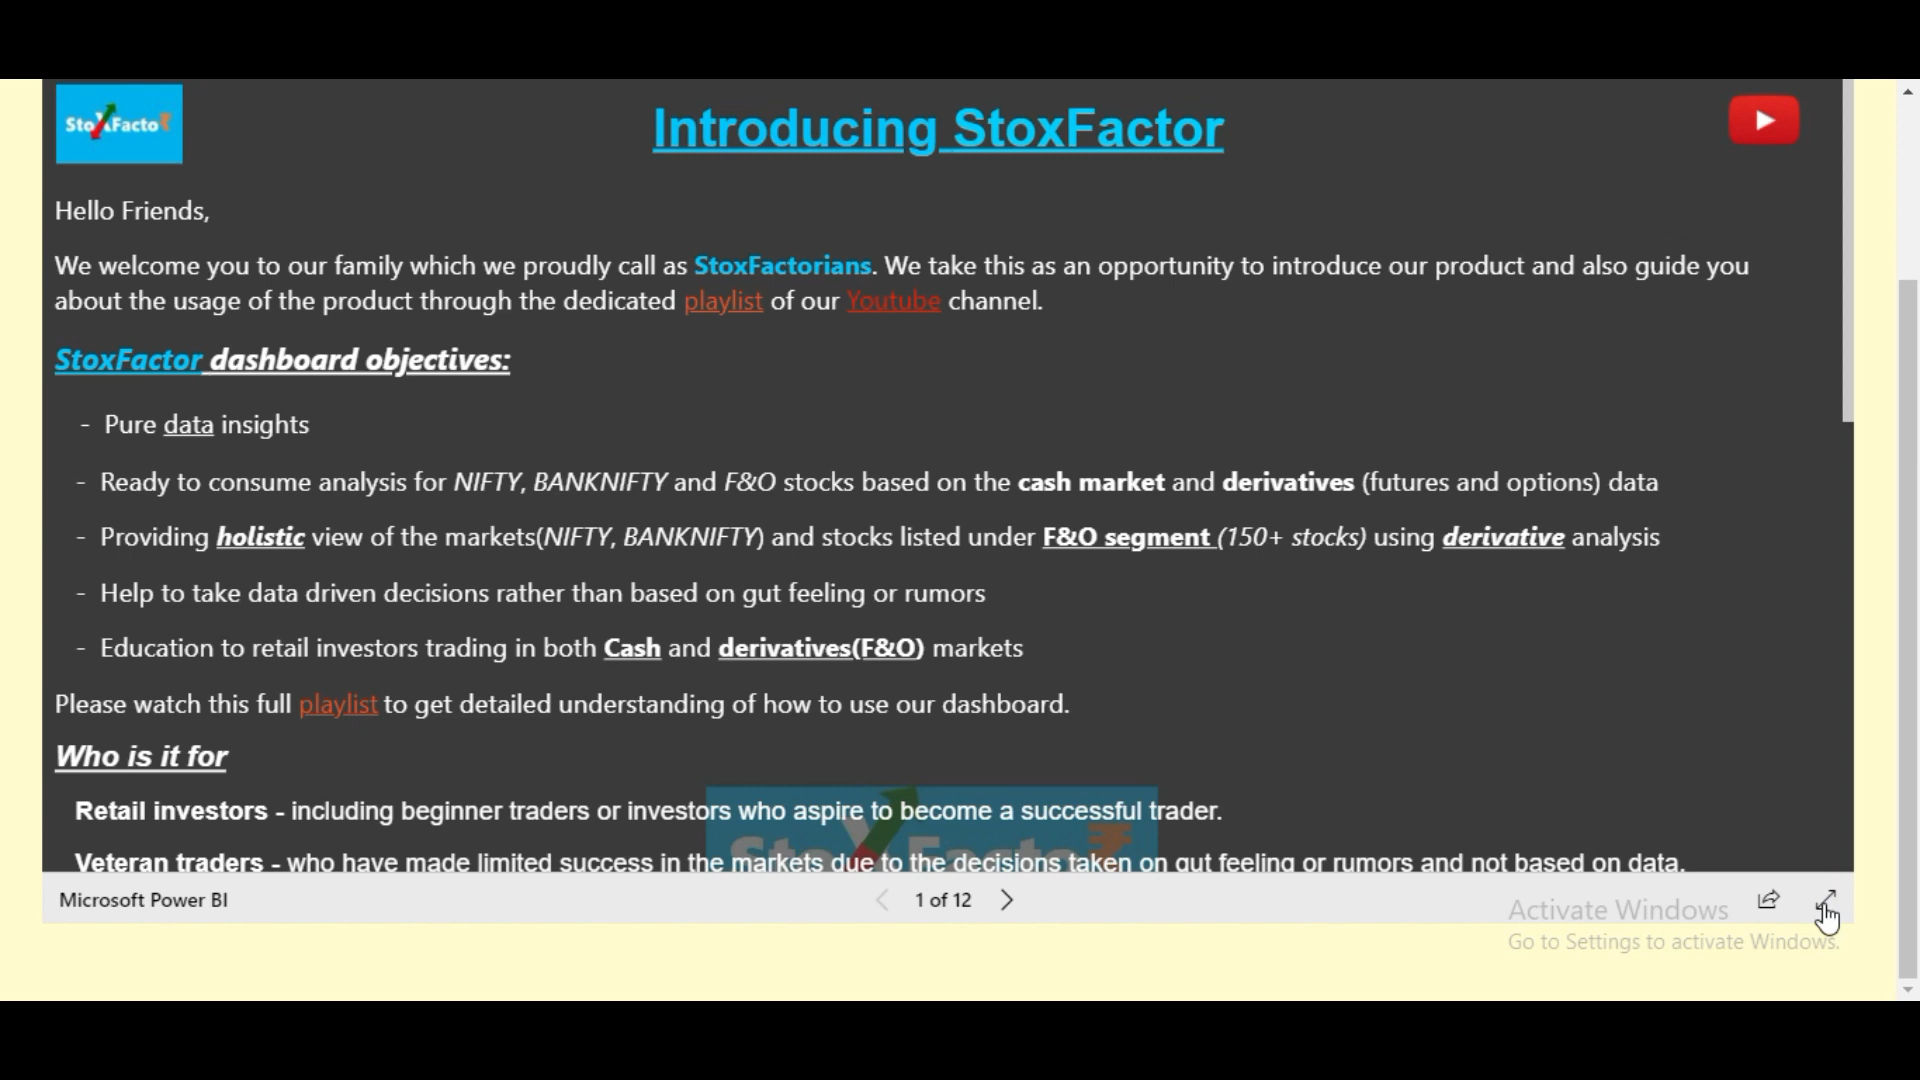 StoxFacto₹
Introducing StoxFactor
Hello Friends,
We welcome you to our family which we proudly call as StoxFactorians. We take this as an opportunity to introduce our product and also guide you
about the usage of the product through the dedicated playlist of our Youtube channel.
StoxFactor dashboard objectives:
- Pure data insights
- Ready to consume analysis for NIFTY, BANKNIFTY and F&O stocks based on the cash market and derivatives (futures and options) data
- Providing holistic view of the markets(NIFTY, BANKNIFTY) and stocks listed under F&O segment (150+ stocks) using derivative analysis
- Help to take data driven decisions rather than based on gut feeling or rumors
- Education to retail investors trading in both Cash and derivatives(F&O) markets
Please watch this full playlist to get detailed understanding of how to use our dashboard.
Who is it for
Retail investors - including beginner traders or investors who aspire to become a successful trader.
StoxFacto₹
Veteran traders - who have made limited success in the markets due to the decisions taken on gut feeling or rumors and not based on data.
Microsoft Power BI
1 of 12
Activate Windows
Go to Settings to activate Windows.